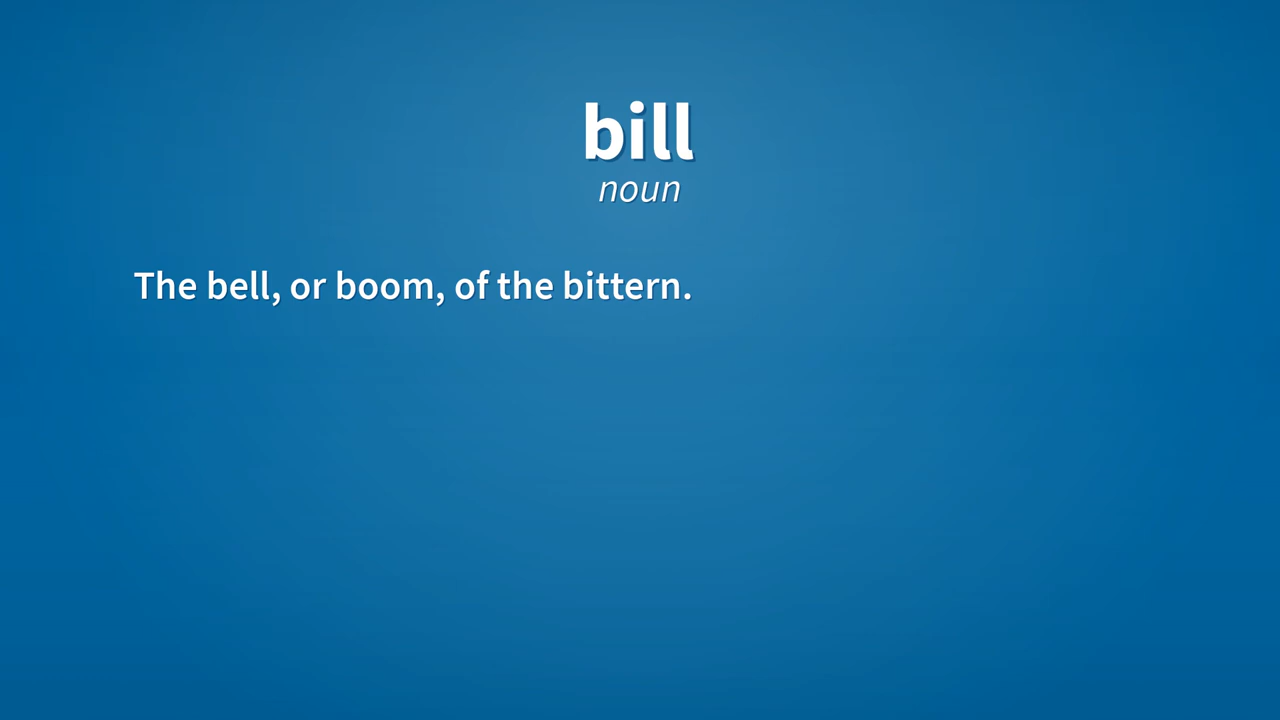 bill
noun
The bell, or boom, of the bittern.